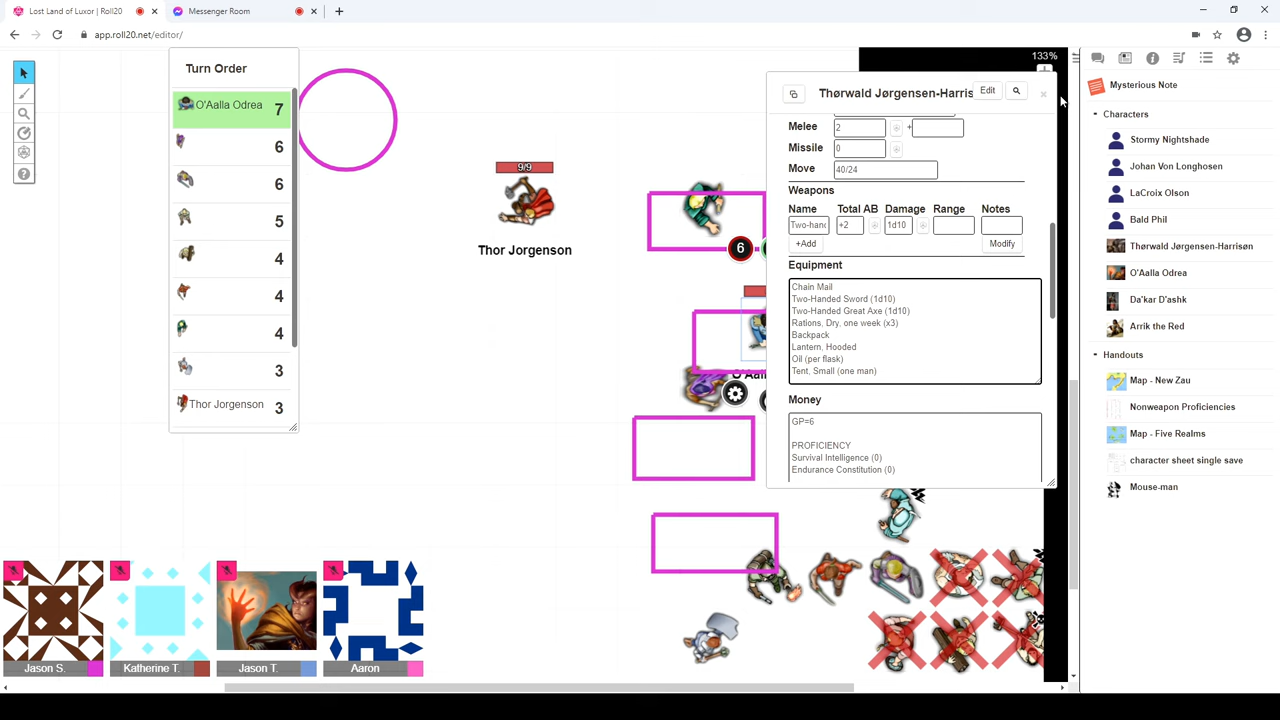 Lost Land of Luxor | Roll20
Messenger Room
app.roll20.net/editor/
Turn Order
O'Aalla Odrea 7
6
6
5
4
4
4
3
Thor Jorgenson 3
9/9
Thor Jorgenson
6
133%
Thørwald Jørgensen-Harris
Edit
Melee 2 +
Missile 0
Move 40/24
Weapons
Name Total AB Damage Range Notes
Two-hand +2 1d10
+Add Modify
Equipment
Chain Mail
Two-Handed Sword (1d10)
Two-Handed Great Axe (1d10)
Rations, Dry, one week (x3)
Backpack
Lantern, Hooded
Oil (per flask)
Tent, Small (one man)
Money
GP=6
PROFICIENCY
Survival Intelligence (0)
Endurance Constitution (0)
Mysterious Note
Characters
Stormy Nightshade
Johan Von Longhosen
LaCroix Olson
Bald Phil
Thørwald Jørgensen-Harrisøn
O'Aalla Odrea
Da'kar D'ashk
Arrik the Red
Handouts
Map - New Zau
Nonweapon Proficiencies
Map - Five Realms
character sheet single save
Mouse-man
Jason S.
Katherine T.
Jason T.
Aaron